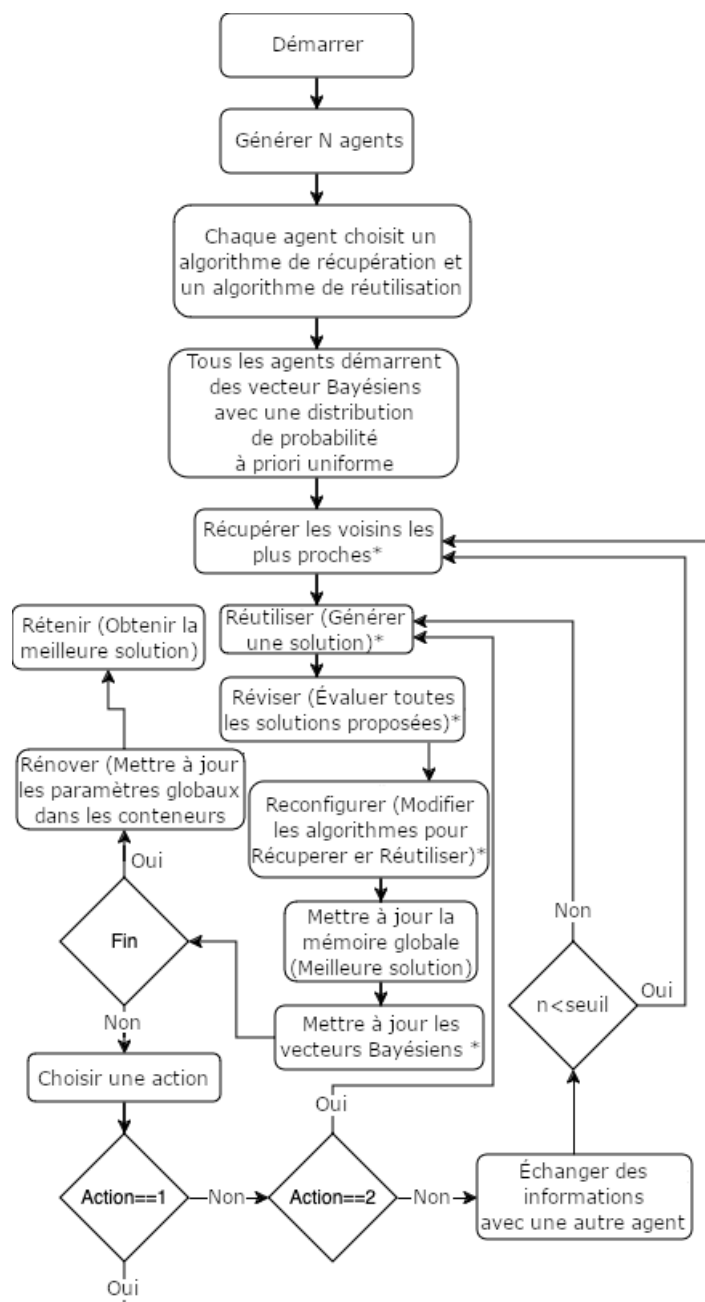 Démarrer
Générer N agents
Chaque agent choisit un
algorithme de récupération et
un algorithme de réutilisation
Tous les agents démarrent
des vecteur Bayésiens
avec une distribution
de probabilité
à priori uniforme
Récupérer les voisins les
plus proches*
Réutiliser (Générer
une solution)*
Rétenir (Obtenir la
meilleure solution)
Réviser (Évaluer toutes
les solutions proposées)*
Rénover (Mettre à jour
les paramètres globaux
dans les conteneurs
Reconfigurer (Modifier
les algorithmes pour
Récuperer er Réutiliser)*
Oui
Mettre à jour la
mémoire globale
(Meilleure solution)
Fin
Non
n<seuil
Oui
Mettre à jour les
vecteurs Bayésiens *
Non
Choisir une action
Oui
Action==1
Non
Action==2
Non
Échanger des
informations
avec une autre agent
Oui